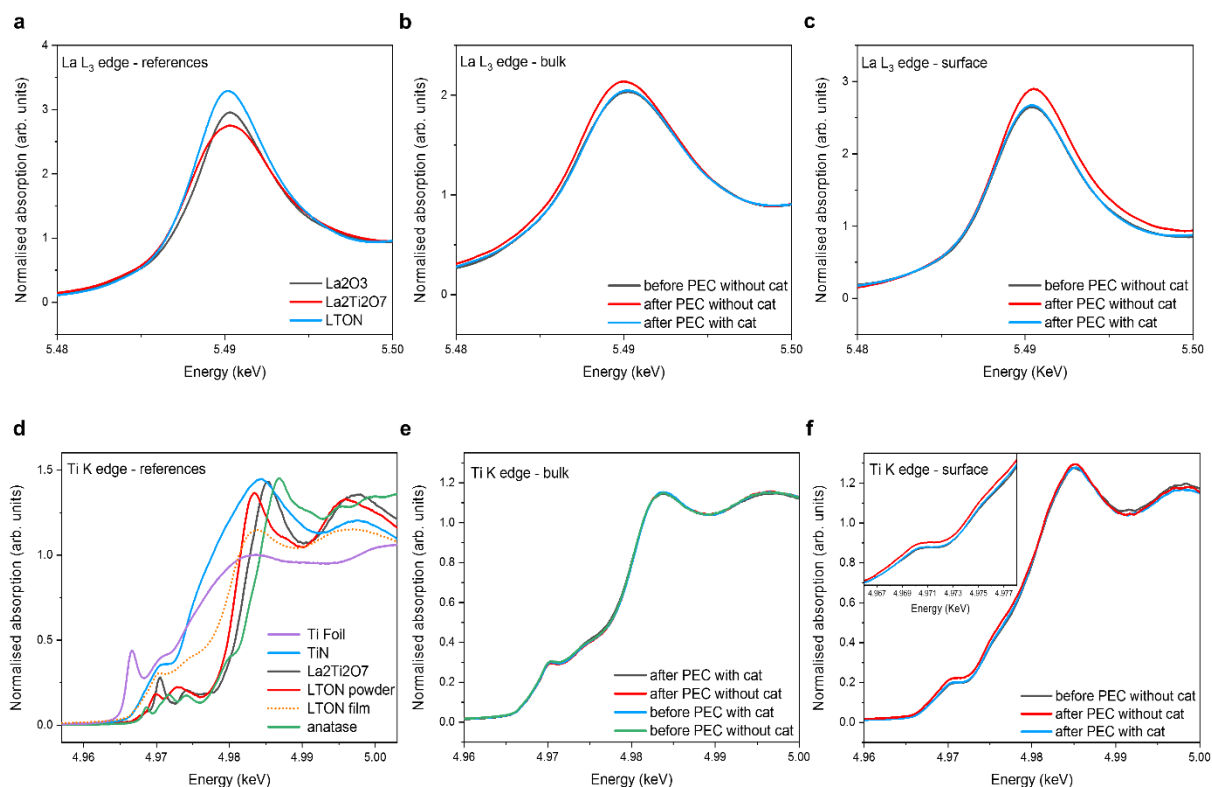 a
La L3 edge - references
Normalised absorption (arb. units)
4
3
2
1
0
La2O3
La2Ti2O7
LTON
5.48
5.49
5.50
Energy (keV)
b
La L3 edge - bulk
Normalised absorption (arb. units)
2
1
0
before PEC without cat
after PEC without cat
after PEC with cat
5.48
5.49
5.50
Energy (keV)
c
La L3 edge - surface
Normalised absorption (arb. units)
3
2
1
0
before PEC without cat
after PEC without cat
after PEC with cat
5.48
5.49
5.50
Energy (keV)
d
Ti K edge - references
Normalised absorption (arb. units)
1.5
1.0
0.5
0.0
Ti Foil
TiN
La2Ti2O7
LTON powder
LTON film
anatase
4.96
4.97
4.98
4.99
5.00
Energy (keV)
e
Ti K edge - bulk
Normalised absorption (arb. units)
1.2
1.0
0.8
0.6
0.4
0.2
0.0
after PEC with cat
after PEC without cat
before PEC with cat
before PEC without cat
4.96
4.97
4.98
4.99
5.00
Energy (keV)
f
Ti K edge - surface
Normalised absorption (arb. units)
1.2
1.0
0.8
0.6
0.4
0.2
0.0
4.967
4.969
4.971
4.973
4.975
4.977
Energy (KeV)
before PEC without cat
after PEC without cat
after PEC with cat
4.96
4.97
4.98
4.99
5.00
Energy (keV)